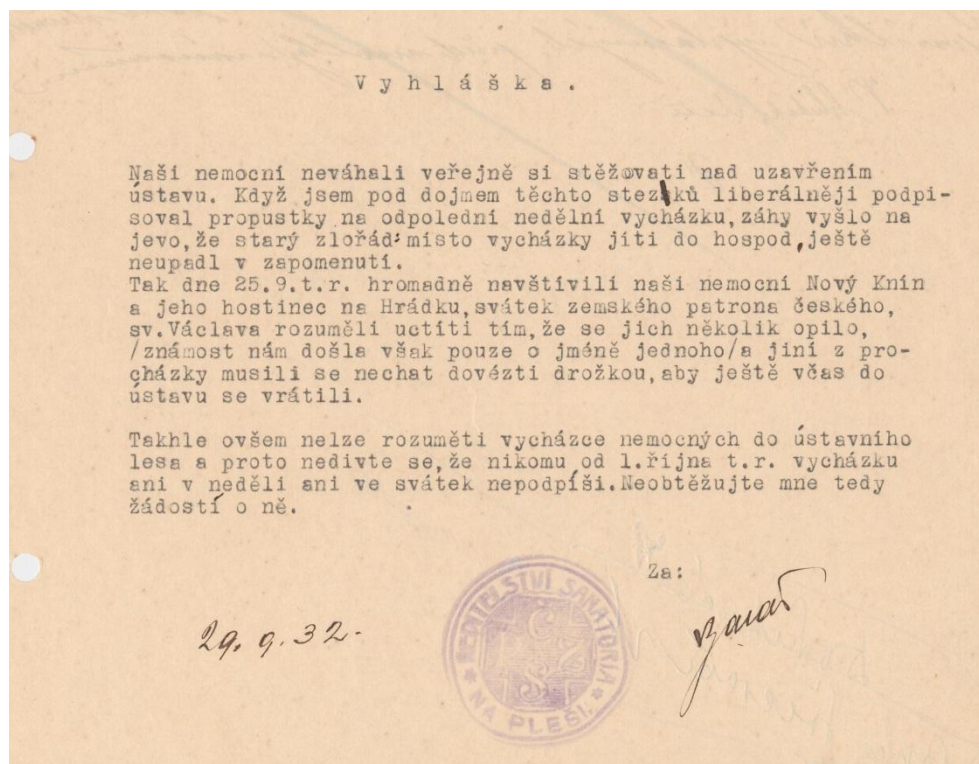 Vyhláška.
Naši nemocní neváhali veřejně si stěžovati nad uzavřením
ústavu. Když jsem pod dojmem těchto stezků liberálněji podpi-
soval propustky na odpolední nedělní vycházku,záhy vyšlo na
jevo,že starý zlořád:místo vycházky jíti do hospod,ještě
neupadl v zapomenutí.
Tak dne 25.9.t.r. hromadně navštívili naši nemocní Nový Knín
a jeho hostinec na Hrádku,svátek zemského patrona českého,
sv.Václava rozuměli uctíti tím,že se jich několik opilo,
/známost nám došla však pouze o jméně jednoho/a jiní z pro-
cházky musili se nechat dovézti drožkou,aby ještě včas do
ústavu se vrátili.
Takhle ovšem nelze rozuměti vycházce nemocných do ústavního
lesa a proto nedivte se,že nikomu od 1.října t.r. vycházku
ani v neděli ani ve svátek nepodpíši.Neobtěžujte mne tedy
žádostí o ně.
Za:
29. 9. 32.
ŘEDITELSTVÍ SANATORIA
NA PLEŠI.